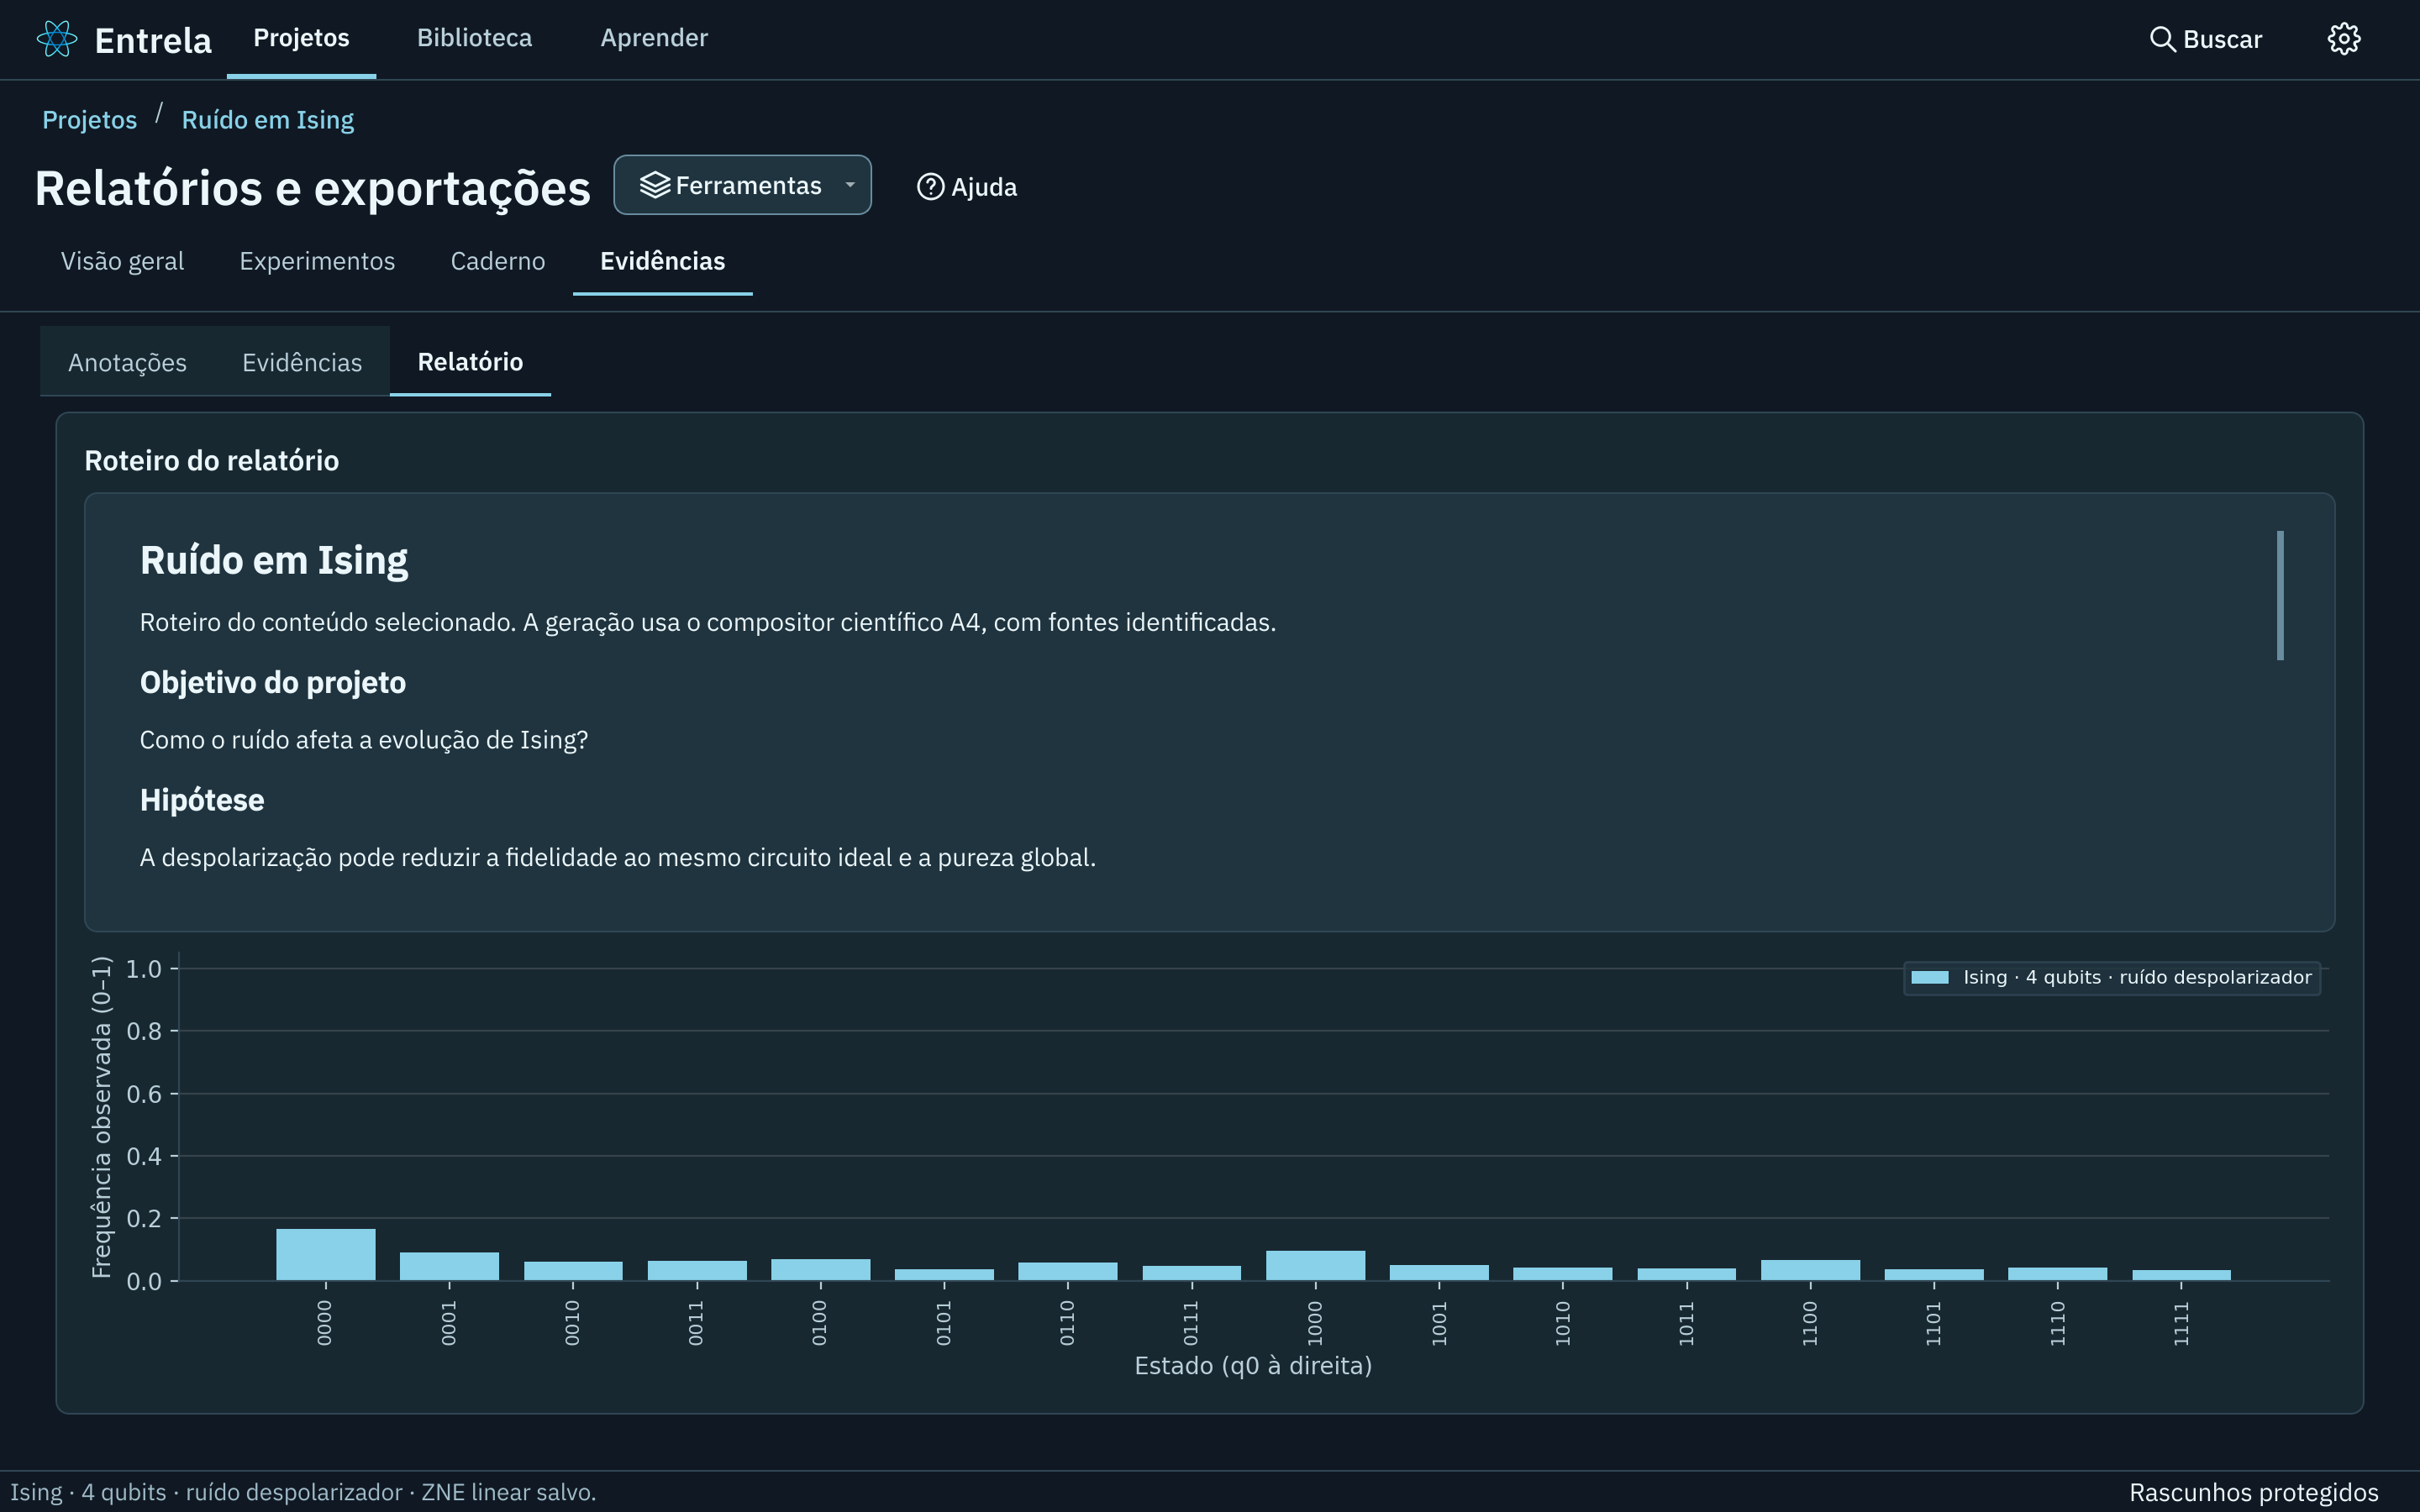 Entrela
Projetos
Biblioteca
Aprender
Buscar
Projetos / Ruído em Ising
Relatórios e exportações
Ferramentas
Ajuda
Visão geral
Experimentos
Caderno
Evidências
Anotações
Evidências
Relatório
Roteiro do relatório
Ruído em Ising
Roteiro do conteúdo selecionado. A geração usa o compositor científico A4, com fontes identificadas.
Objetivo do projeto
Como o ruído afeta a evolução de Ising?
Hipótese
A despolarização pode reduzir a fidelidade ao mesmo circuito ideal e a pureza global.
Frequência observada (0–1)
1.0
0.8
0.6
0.4
0.2
0.0
Ising · 4 qubits · ruído despolarizador
0000
0001
0010
0011
0100
0101
0110
0111
1000
1001
1010
1011
1100
1101
1110
1111
Estado (q0 à direita)
Ising · 4 qubits · ruído despolarizador · ZNE linear salvo.
Rascunhos protegidos